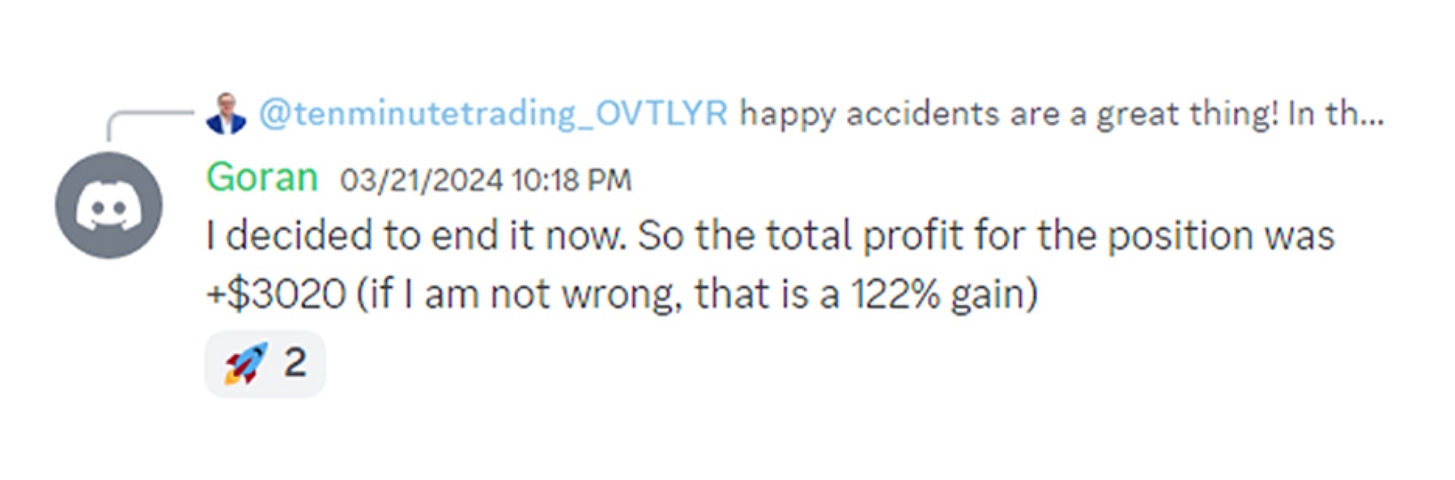 @tenminutetrading_OVTLYR happy accidents are a great thing! In th...
Goran 03/21/2024 10:18 PM
I decided to end it now. So the total profit for the position was
+$3020 (if I am not wrong, that is a 122% gain)
🚀 2